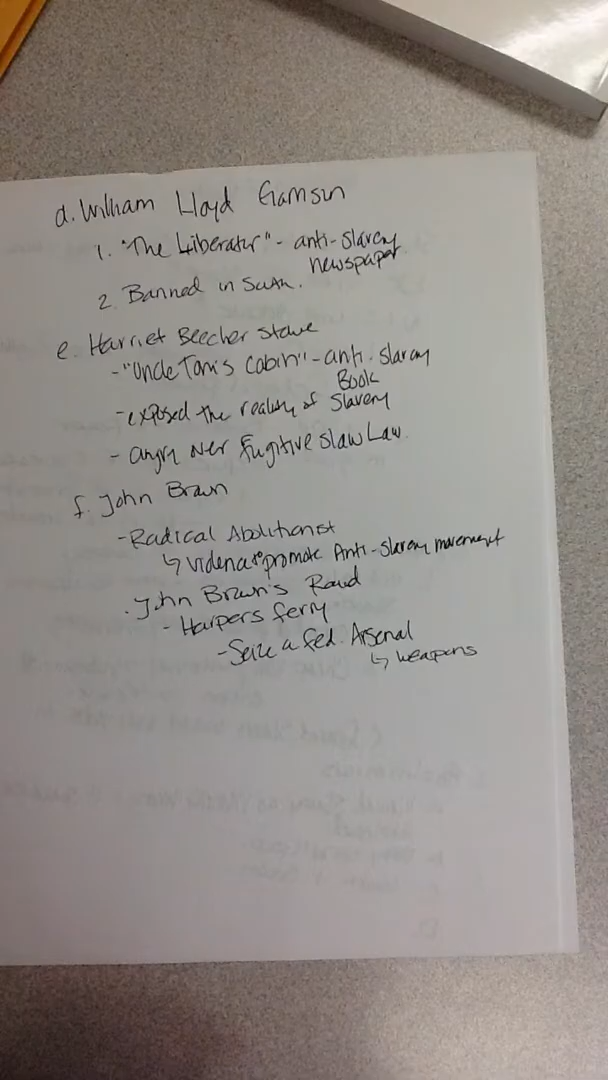 d. William Lloyd Garrison
1. "The Liberator" - anti-slavery
newspaper
2. Banned in South.
e. Harriet Beecher Stowe
- "Uncle Tom's Cabin" - anti-slavery
Book
- exposed the reality of Slavery
- angry over Fugitive Slave Law.
f. John Brown
- Radical Abolitionist
↳ violence to promote Anti-slavery movement
. John Brown's Raid
- Harpers ferry
- Seize a fed. Arsenal
↳ weapons